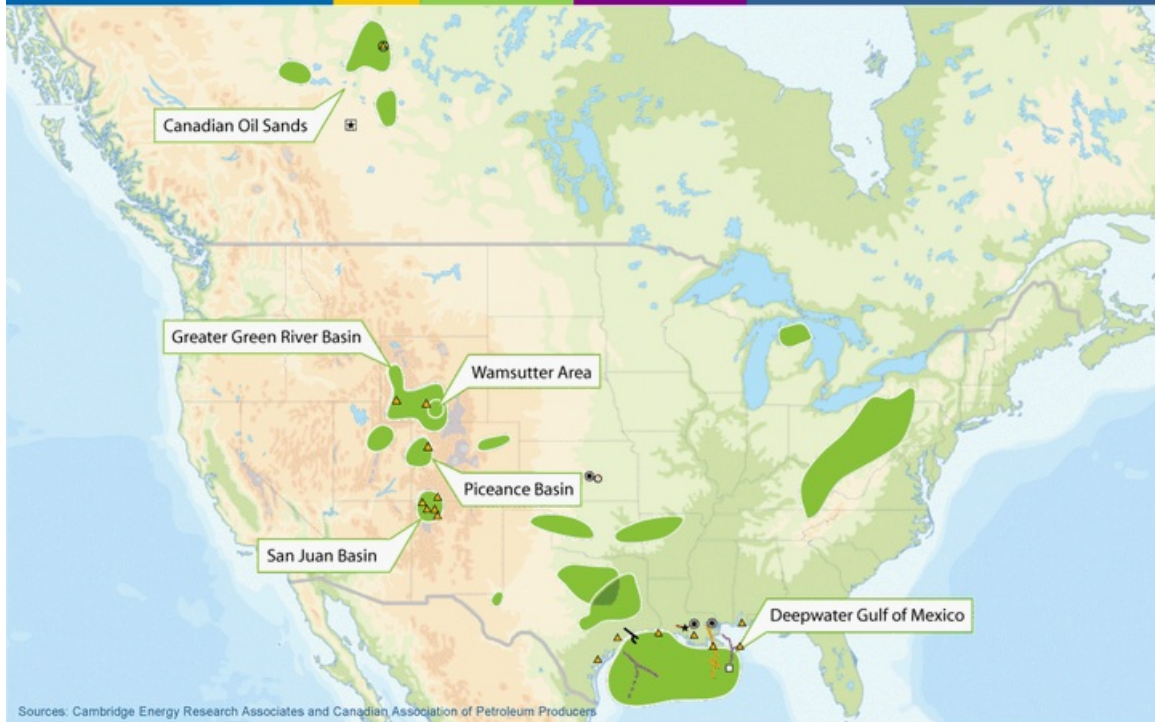 Canadian Oil Sands
Greater Green River Basin
Wamsutter Area
Piceance Basin
San Juan Basin
Deepwater Gulf of Mexico
Sources: Cambridge Energy Research Associates and Canadian Association of Petroleum Producers